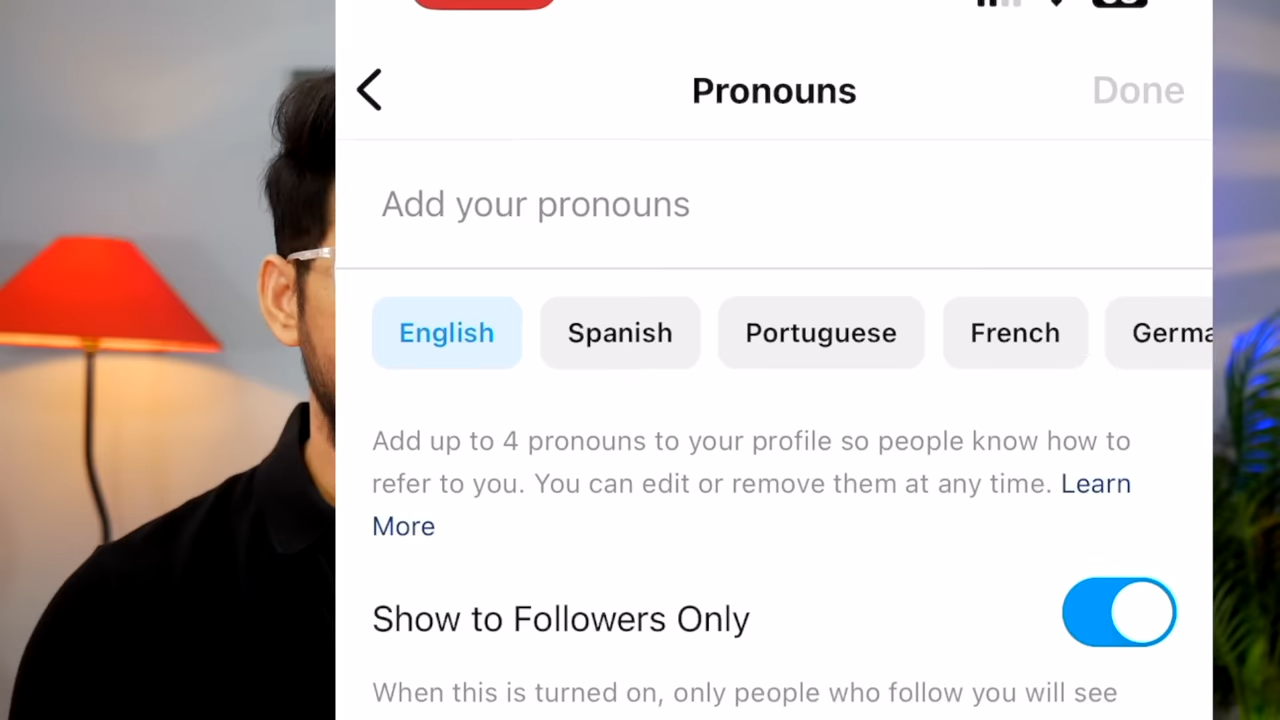 Pronouns
Done
Add your pronouns
English
Spanish
Portuguese
French
Add up to 4 pronouns to your profile so people know how to
refer to you. You can edit or remove them at any time. Learn
More
Show to Followers Only
When this is turned on, only people who follow you will see